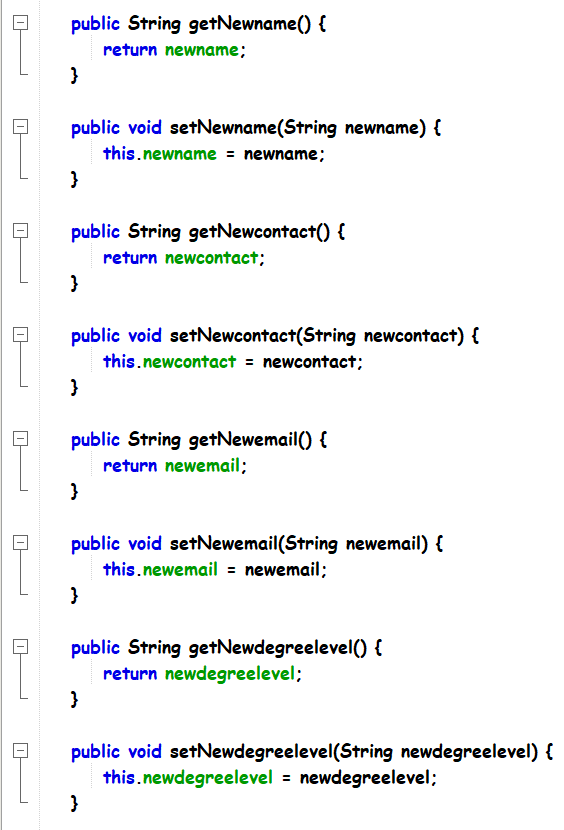 public String getNewname() {
return newname;
}
public void setNewname(String newname) {
this.newname = newname;
}
public String getNewcontact() {
return newcontact;
}
public void setNewcontact(String newcontact) {
this.newcontact = newcontact;
}
public String getNewemail() {
return newemail;
}
public void setNewemail(String newemail) {
this.newemail = newemail;
}
public String getNewdegreelevel() {
return newdegreelevel;
}
public void setNewdegreelevel(String newdegreelevel) {
this.newdegreelevel = newdegreelevel;
}